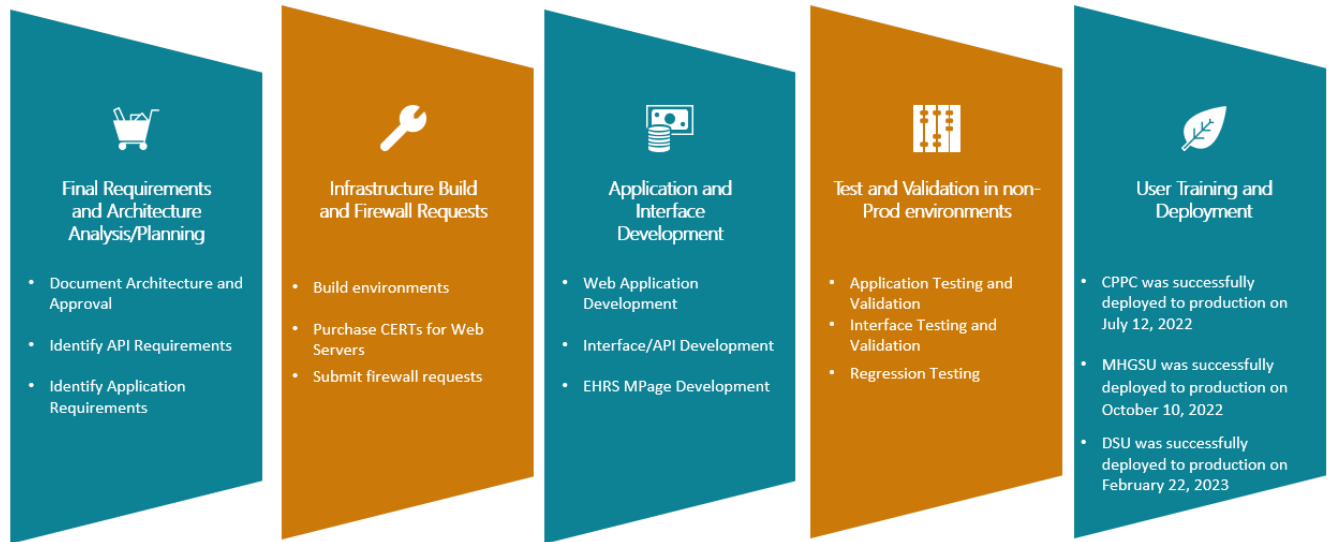 Final Requirements
and Architecture
Analysis/Planning
• Document Architecture and
Approval
• Identify API Requirements
• Identify Application
Requirements
Infrastructure Build
and Firewall Requests
• Build environments
• Purchase CERTs for Web
Servers
• Submit firewall requests
Application and
Interface
Development
• Web Application
Development
• Interface/API Development
• EHRS MPage Development
Test and Validation in non-
Prod environments
• Application Testing and
Validation
• Interface Testing and
Validation
• Regression Testing
User Training and
Deployment
• CPPC was successfully
deployed to production on
July 12, 2022
• MHGSU was successfully
deployed to production on
October 10, 2022
• DSU was successfully
deployed to production on
February 22, 2023